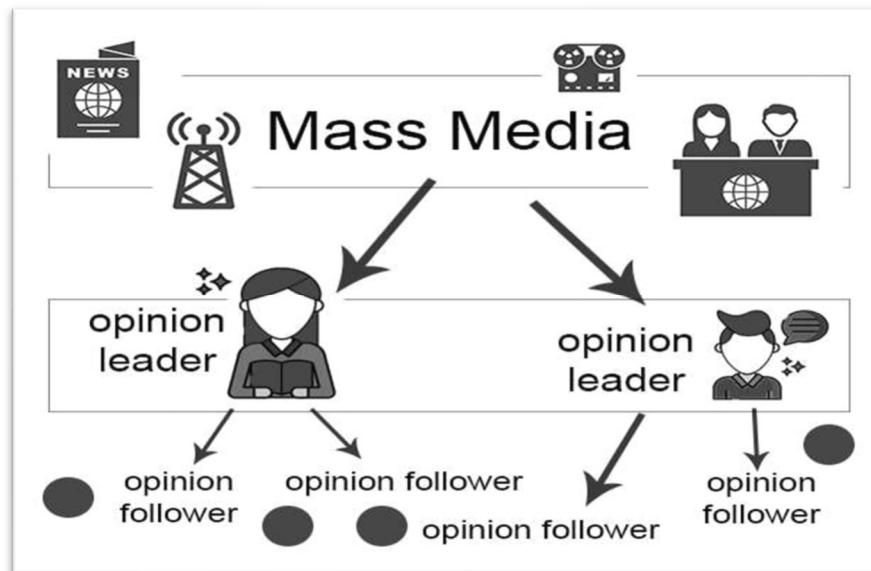 NEWS
Mass Media
opinion
leader
opinion
leader
opinion
follower
opinion follower
opinion follower
opinion
follower